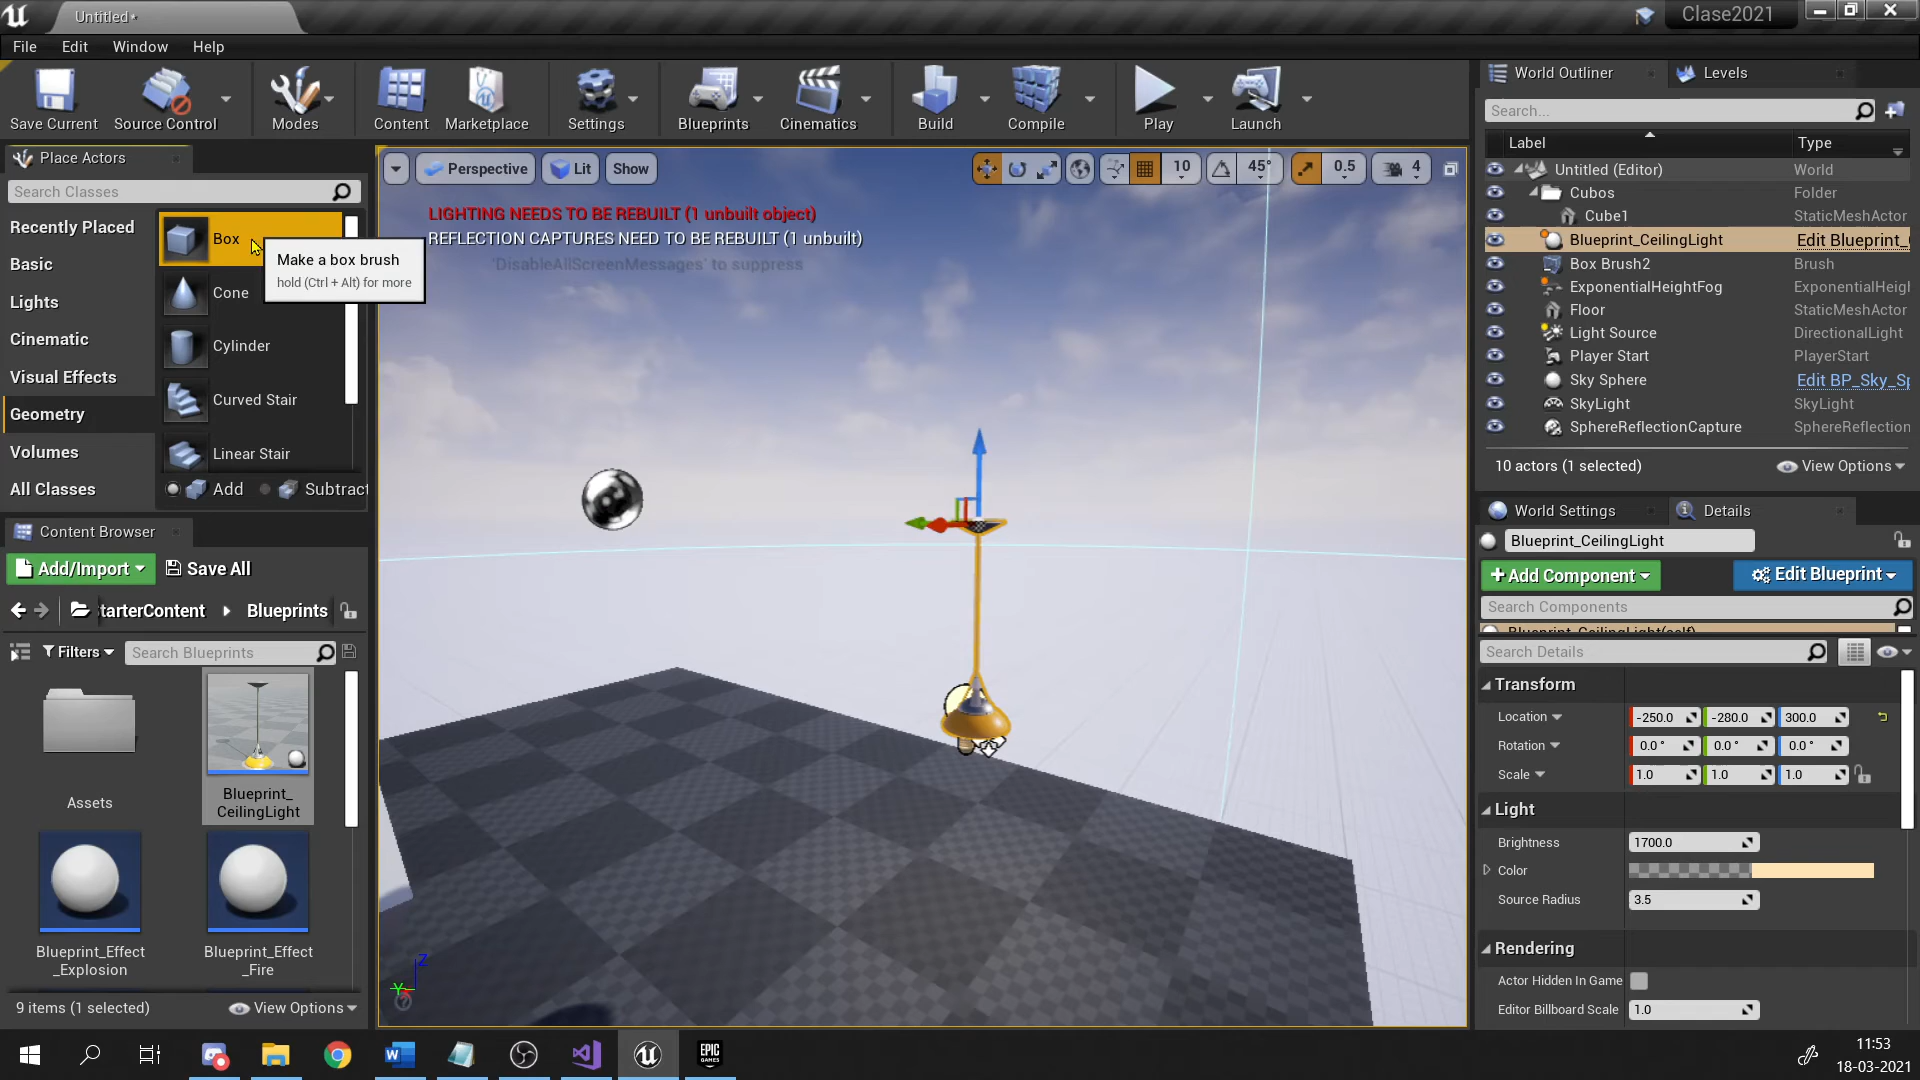 Untitled*
Clase2021
File Edit Window Help
Save Current
Source Control
Modes
Content
Marketplace
Settings
Blueprints
Cinematics
Build
Compile
Play
Launch
Place Actors
Search Classes
Recently Placed
Basic
Lights
Cinematic
Visual Effects
Geometry
Volumes
All Classes
Box
Cone
Cylinder
Curved Stair
Linear Stair
Add Subtract
Make a box brush
hold (Ctrl + Alt) for more
Content Browser
Add/Import Save All
tarterContent Blueprints
Filters Search Blueprints
Assets
Blueprint_
CeilingLight
Blueprint_Effect
_Explosion
Blueprint_Effect
_Fire
9 items (1 selected) View Options
Perspective Lit Show
10 45° 0.5 4
LIGHTING NEEDS TO BE REBUILT (1 unbuilt object)
REFLECTION CAPTURES NEED TO BE REBUILT (1 unbuilt)
'DisableAllScreenMessages' to suppress
Z
Y
World Outliner Levels
Search...
Label Type
Untitled (Editor) World
Cubos Folder
Cube1 StaticMeshActor
Blueprint_CeilingLight Edit Blueprint_
Box Brush2 Brush
ExponentialHeightFog ExponentialHeigh
Floor StaticMeshActor
Light Source DirectionalLight
Player Start PlayerStart
Sky Sphere Edit BP_Sky_Sp
SkyLight SkyLight
SphereReflectionCapture SphereReflection
10 actors (1 selected) View Options
World Settings Details
Blueprint_CeilingLight
Add Component Edit Blueprint
Search Components
Blueprint_CeilingLight(self)
Search Details
Transform
Location -250.0 -280.0 300.0
Rotation 0.0 ° 0.0 ° 0.0 °
Scale 1.0 1.0 1.0
Light
Brightness 1700.0
Color
Source Radius 3.5
Rendering
Actor Hidden In Game
Editor Billboard Scale 1.0
EPIC
GAMES
11:53
18-03-2021